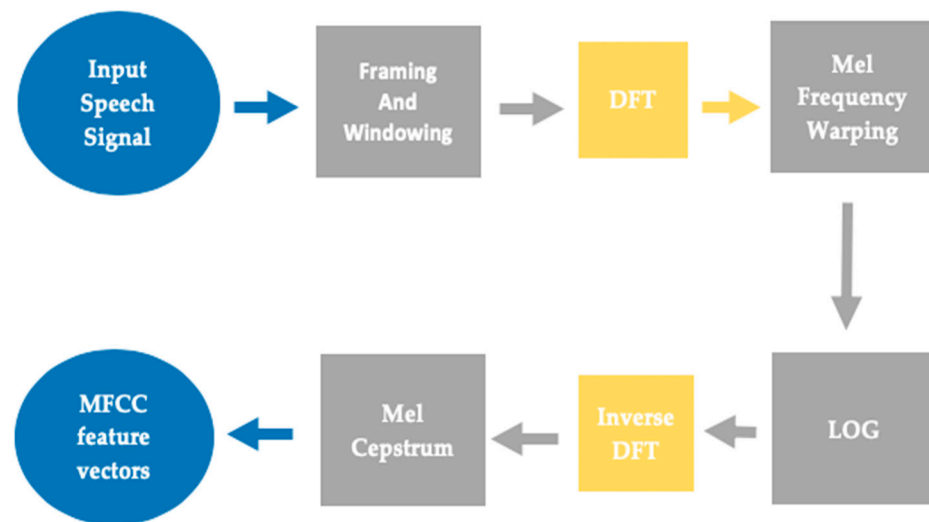 Input
Speech
Signal
Framing
And
Windowing
DFT
Mel
Frequency
Warping
LOG
Inverse
DFT
Mel
Cepstrum
MFCC
feature
vectors